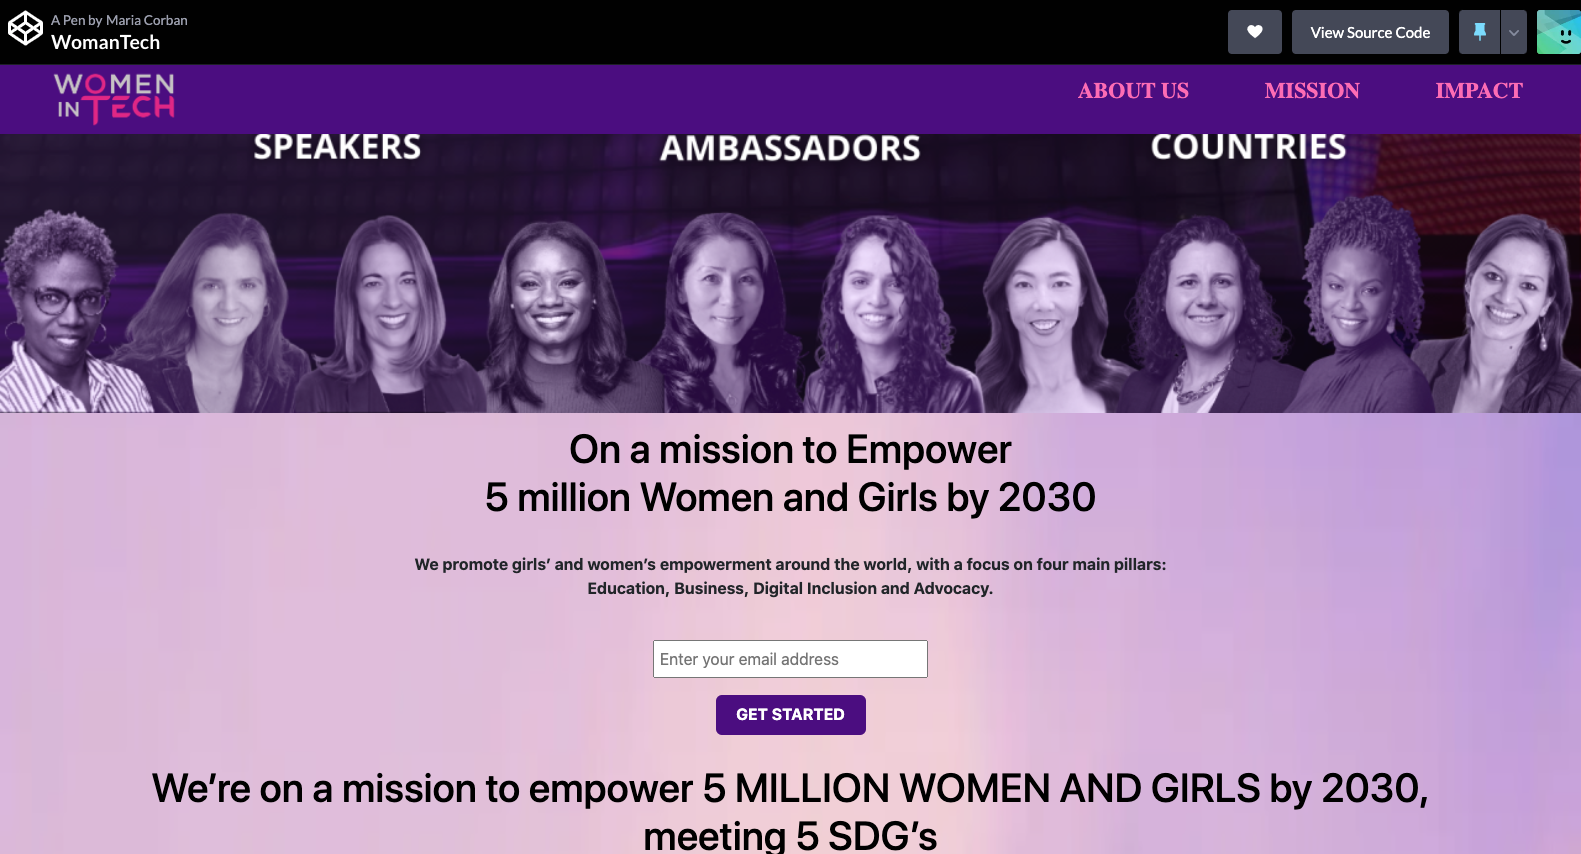 A Pen by Maria Corban
WomanTech
View Source Code
WOMEN
IN TECH
ABOUT US
MISSION
IMPACT
SPEAKERS
AMBASSADORS
COUNTRIES
On a mission to Empower
5 million Women and Girls by 2030
We promote girls’ and women’s empowerment around the world, with a focus on four main pillars:
Education, Business, Digital Inclusion and Advocacy.
Enter your email address
GET STARTED
We’re on a mission to empower 5 MILLION WOMEN AND GIRLS by 2030,
meeting 5 SDG’s